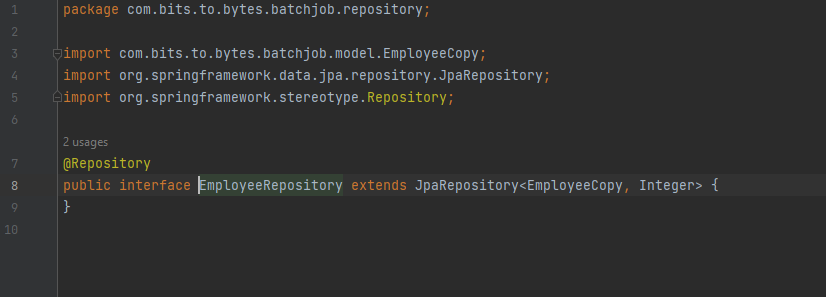 1 package com.bits.to.bytes.batchjob.repository;
2
3 import com.bits.to.bytes.batchjob.model.EmployeeCopy;
4 import org.springframework.data.jpa.repository.JpaRepository;
5 import org.springframework.stereotype.Repository;
6
2 usages
7 @Repository
8 public interface EmployeeRepository extends JpaRepository<EmployeeCopy, Integer> {
9 }
10